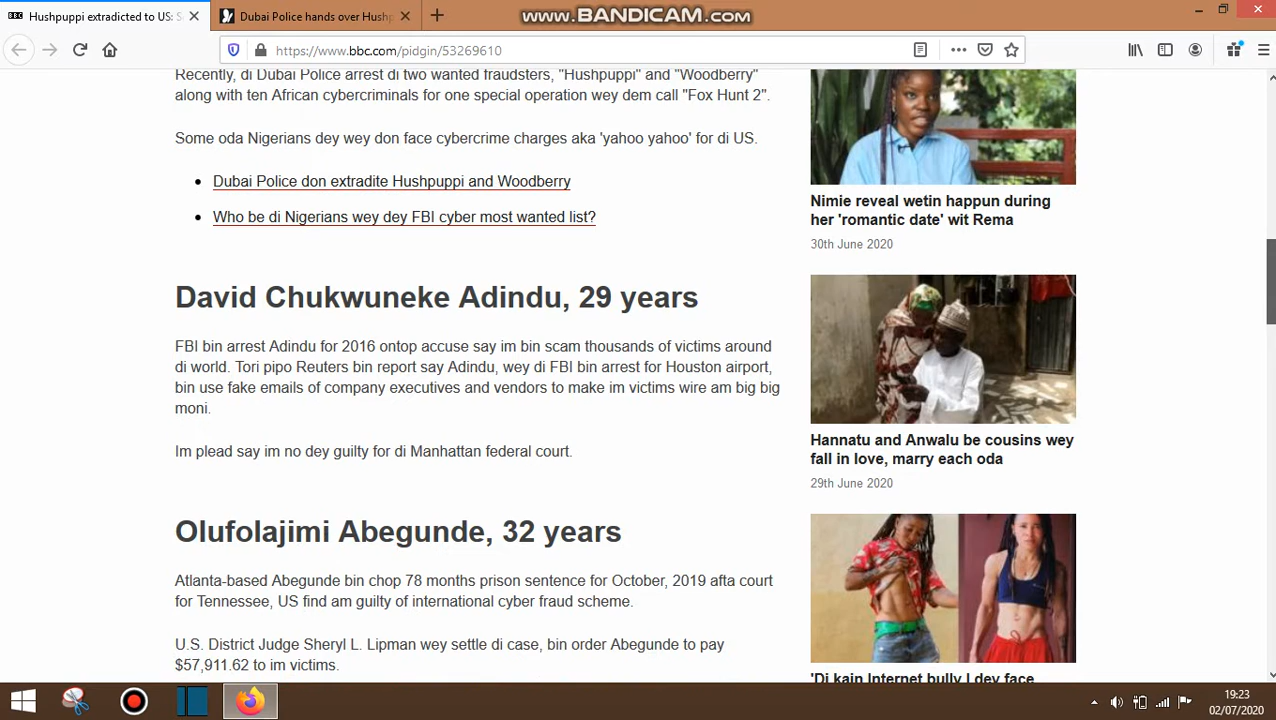 Hushpuppi extradited to US: S
Dubai Police hands over Hushp
www.BANDICAM.com
https://www.bbc.com/pidgin/53269610
Recently, di Dubai Police arrest di two wanted fraudsters, "Hushpuppi" and "Woodberry"
along with ten African cybercriminals for one special operation wey dem call "Fox Hunt 2".
Some oda Nigerians dey wey don face cybercrime charges aka 'yahoo yahoo' for di US.
Dubai Police don extradite Hushpuppi and Woodberry
Who be di Nigerians wey dey FBI cyber most wanted list?
David Chukwuneke Adindu, 29 years
FBI bin arrest Adindu for 2016 ontop accuse say im bin scam thousands of victims around
di world. Tori pipo Reuters bin report say Adindu, wey di FBI bin arrest for Houston airport,
bin use fake emails of company executives and vendors to make im victims wire am big big
moni.
Im plead say im no dey guilty for di Manhattan federal court.
Olufolajimi Abegunde, 32 years
Atlanta-based Abegunde bin chop 78 months prison sentence for October, 2019 afta court
for Tennessee, US find am guilty of international cyber fraud scheme.
U.S. District Judge Sheryl L. Lipman wey settle di case, bin order Abegunde to pay
$57,911.62 to im victims.
Nimie reveal wetin happun during
her 'romantic date' wit Rema
30th June 2020
Hannatu and Anwalu be cousins wey
fall in love, marry each oda
29th June 2020
'Di kain Internet bully I dey face
19:23
02/07/2020